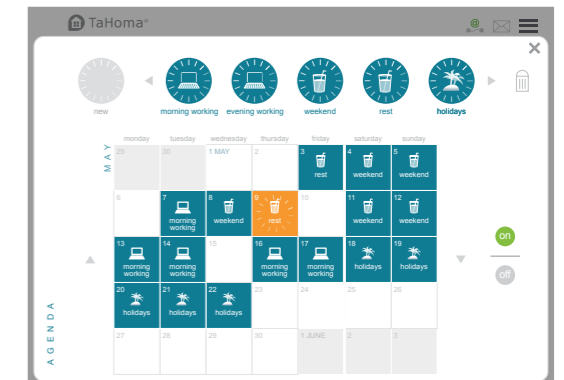 TaHoma®
new
morning working
evening working
weekend
rest
holidays
monday tuesday wednesday thursday friday saturday sunday
MAY
29 30 1 MAY 2 3 4 5
rest weekend weekend
6 7 8 9 10 11 12
morning working weekend rest weekend weekend
13 14 15 16 17 18 19
morning working morning working morning working morning working holidays holidays
20 21 22 23 24 25 26
holidays holidays holidays
27 28 29 30 1 JUNE 2 3
AGENDA
on
off